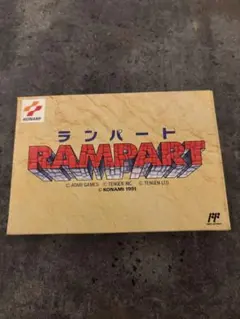 KONAMI
ランパート
RAMPART
© ATARI GAMES © TENGEN INC. © TENGEN LTD.
© KONAMI 1991